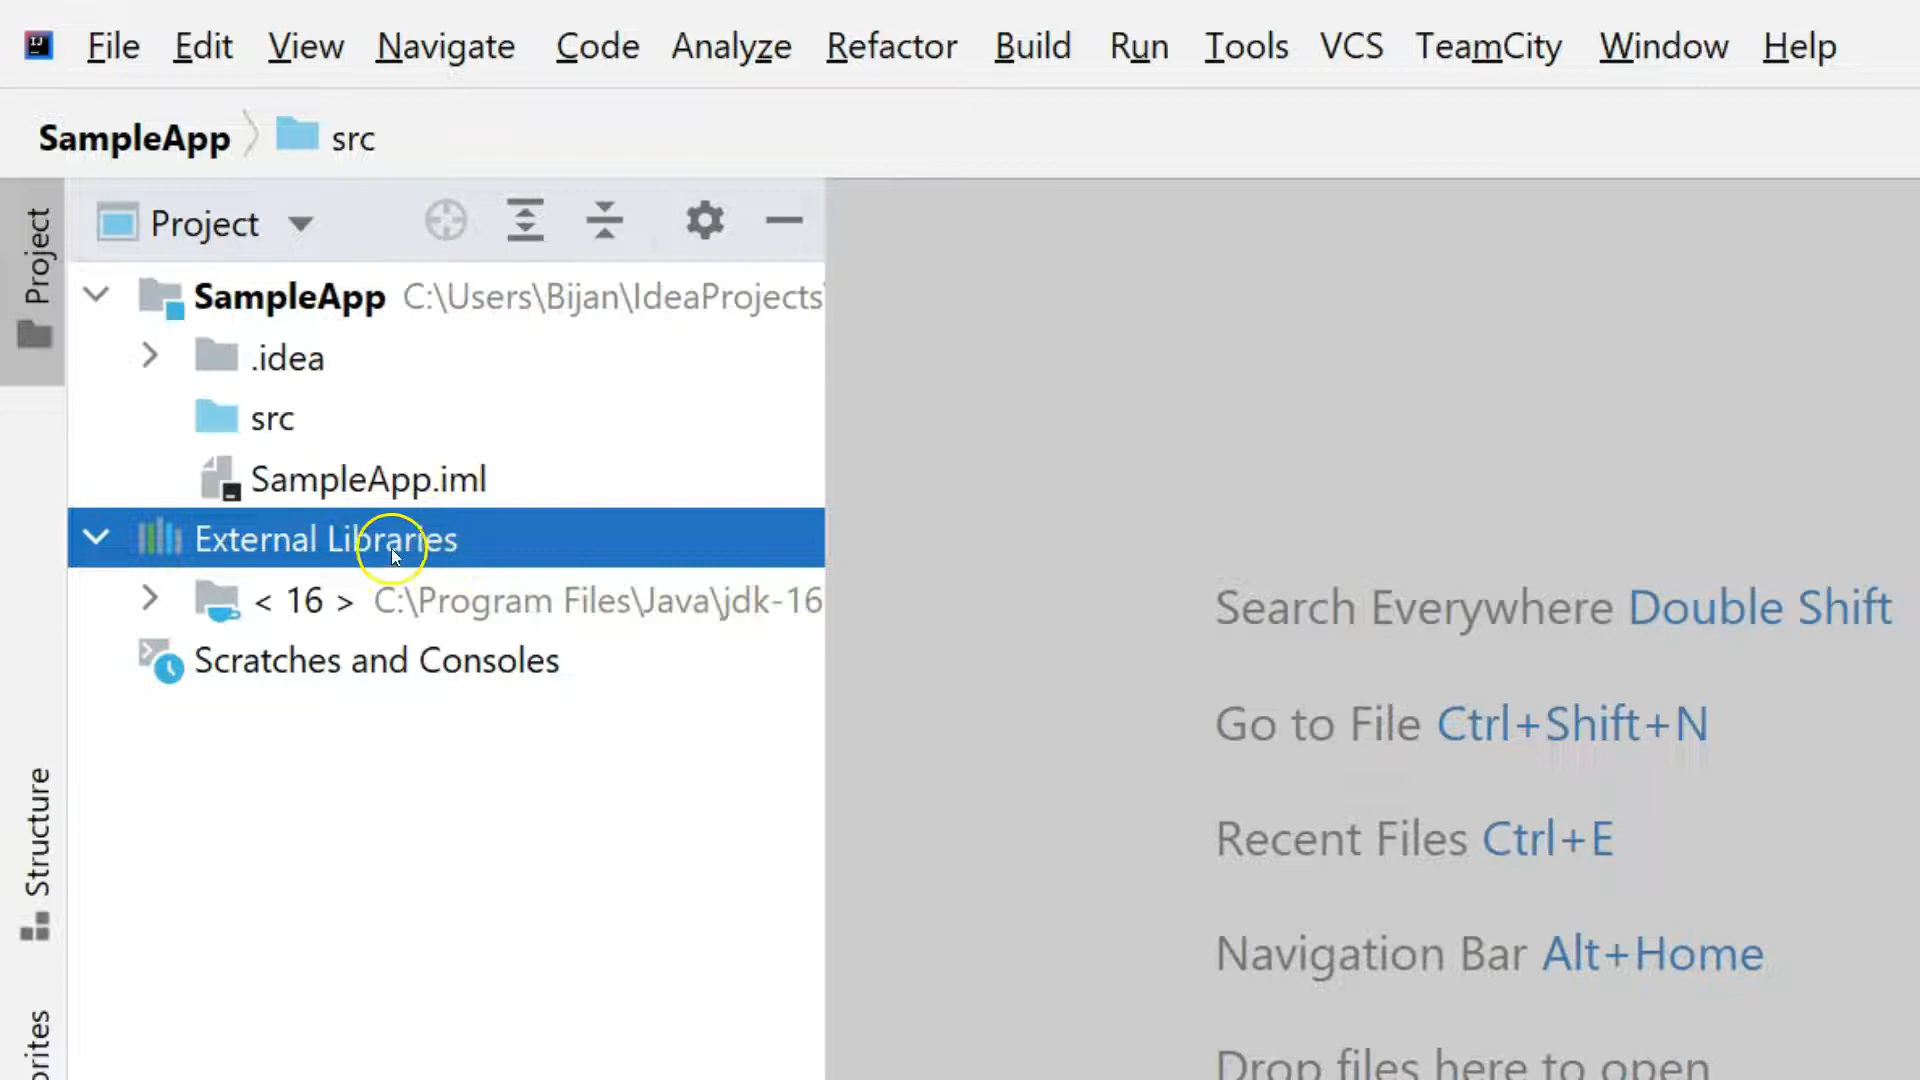 File Edit View Navigate Code Analyze Refactor Build Run Tools VCS TeamCity Window Help
SampleApp src
Project
Project
SampleApp C:\Users\Bijan\IdeaProjects\
.idea
src
SampleApp.iml
External Libraries
< 16 > C:\Program Files\Java\jdk-16
Scratches and Consoles
Structure
orites
Search Everywhere Double Shift
Go to File Ctrl+Shift+N
Recent Files Ctrl+E
Navigation Bar Alt+Home
Drop files here to open